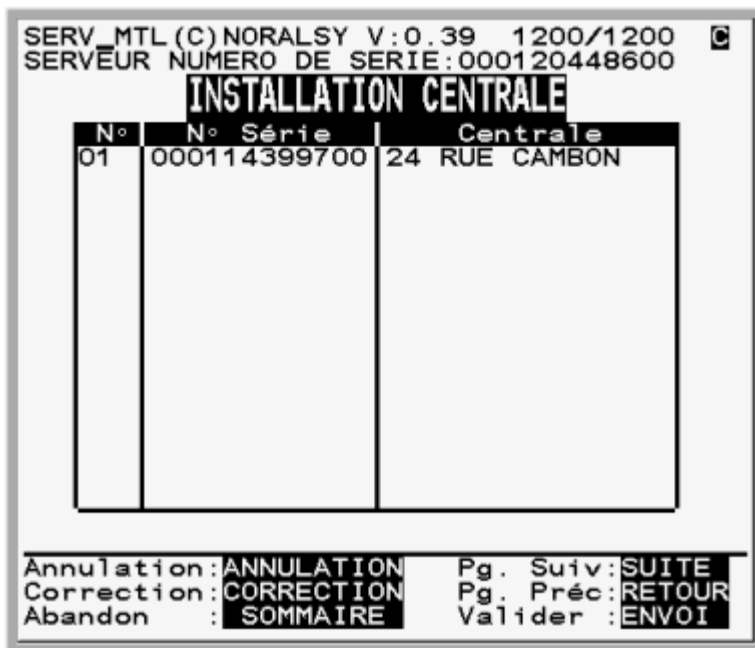 SERV_MTL(C)NORALSY V:0.39 1200/1200 C
SERVEUR NUMERO DE SERIE:000120448600
INSTALLATION CENTRALE
N° N° Série Centrale
01 000114399700 24 RUE CAMBON
Annulation:ANNULATION Pg. Suiv:SUITE
Correction:CORRECTION Pg. Préc:RETOUR
Abandon : SOMMAIRE Valider :ENVOI